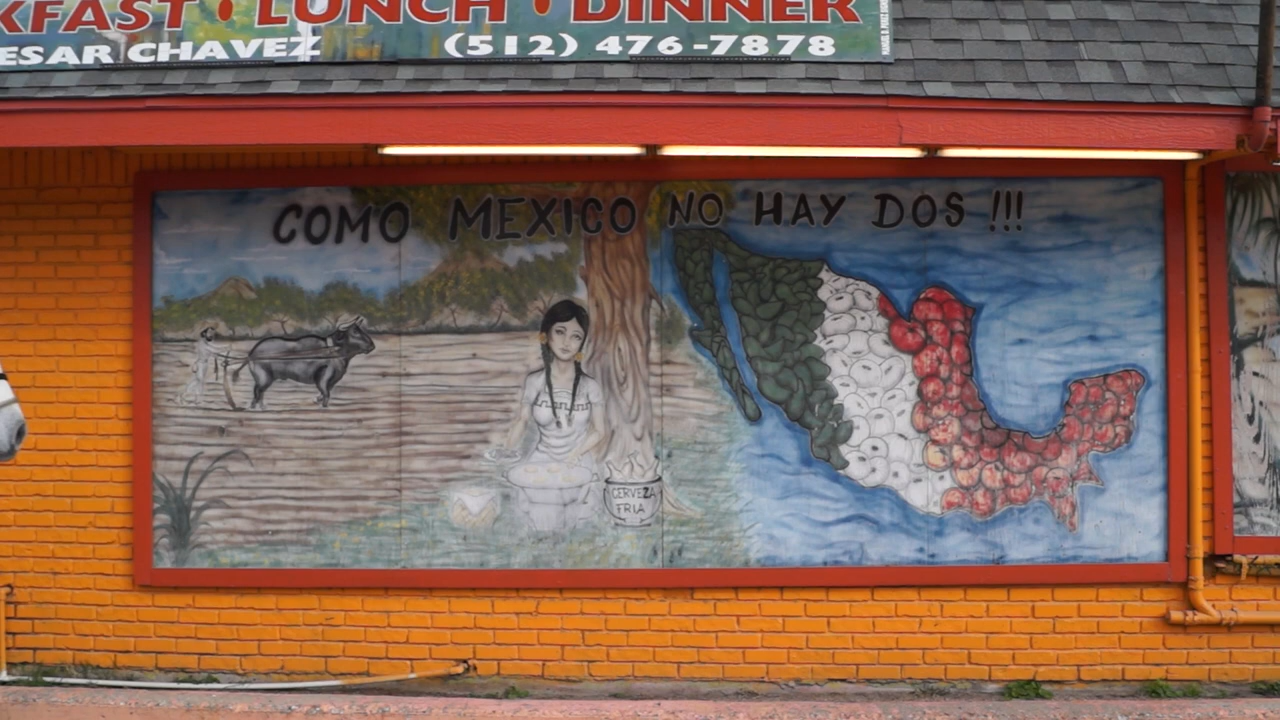 KFAST • LUNCH • DINNER
ESAR CHAVEZ (512) 476-7878
COMO MEXICO NO HAY DOS !!!
CERVEZA
FRIA